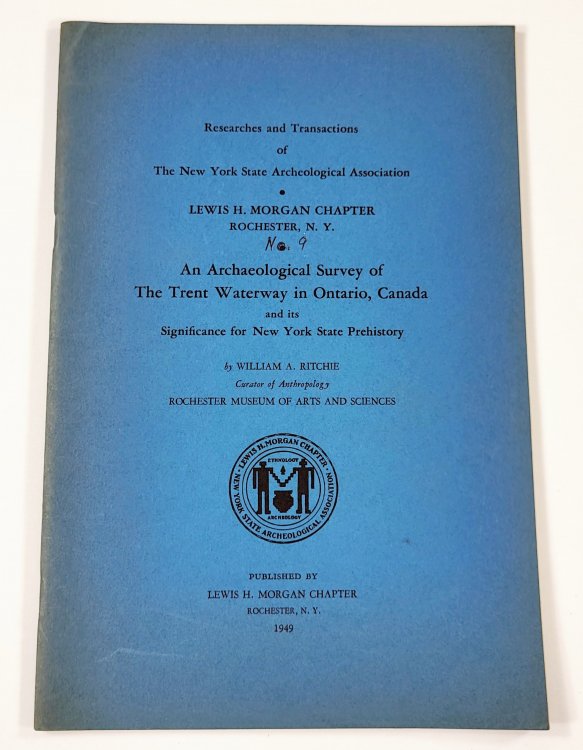 Researches and Transactions
of
The New York State Archeological Association
LEWIS H. MORGAN CHAPTER
ROCHESTER, N. Y.
No. 9
An Archaeological Survey of
The Trent Waterway in Ontario, Canada
and its
Significance for New York State Prehistory
by WILLIAM A. RITCHIE
Curator of Anthropology
ROCHESTER MUSEUM OF ARTS AND SCIENCES
LEWIS H. MORGAN CHAPTER
NEW YORK STATE ARCHEOLOGICAL ASSOCIATION
ETHNOLOGY
ARCHEOLOGY
PUBLISHED BY
LEWIS H. MORGAN CHAPTER
ROCHESTER, N. Y.
1949